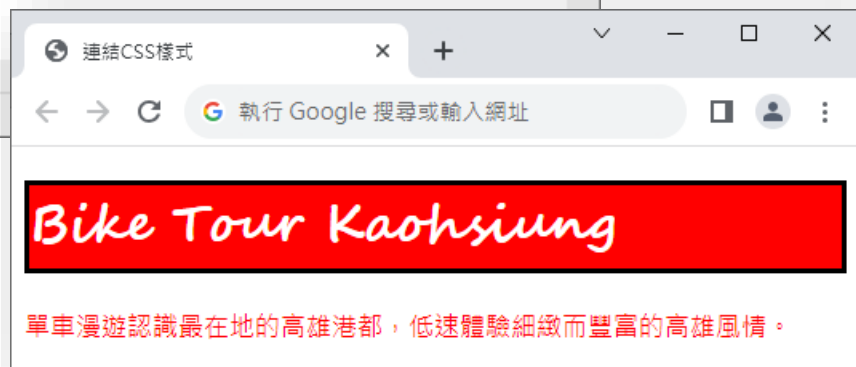 連結CSS樣式
執行 Google 搜尋或輸入網址
Bike Tour Kaohsiung
單車漫遊認識最在地的高雄港都，低速體驗細緻而豐富的高雄風情。